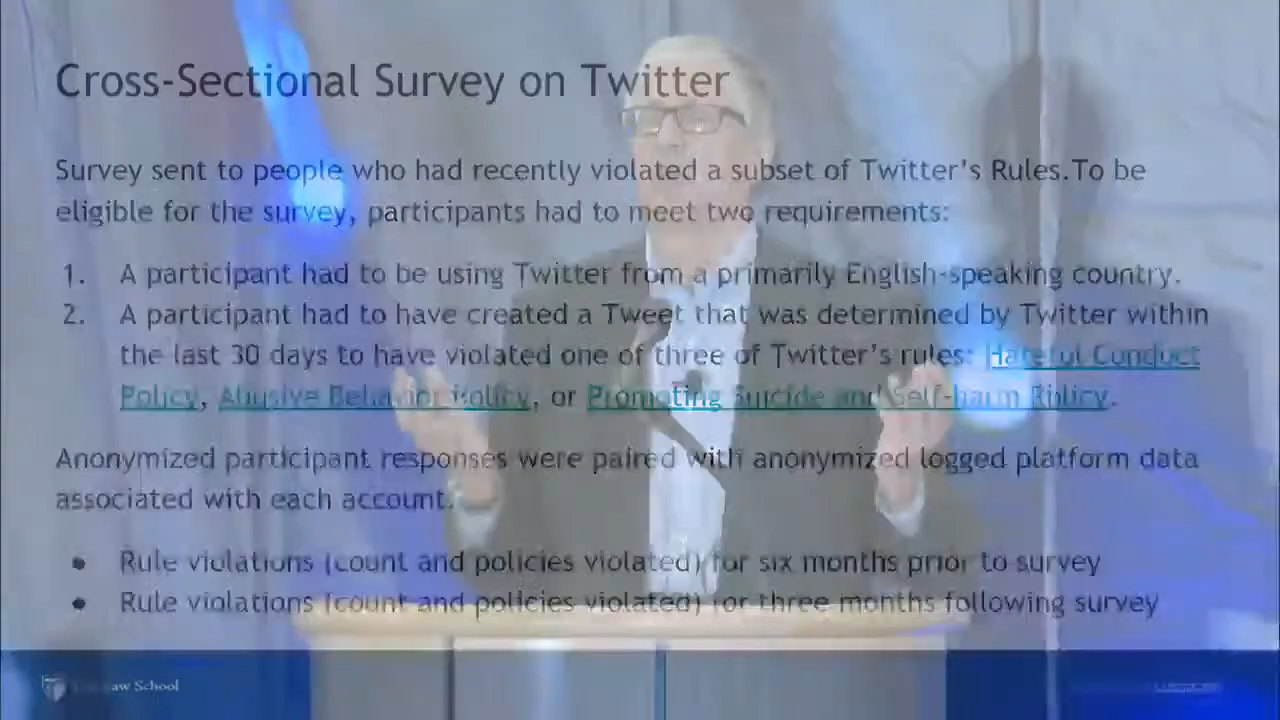 Cross-Sectional Survey on Twitter
Survey sent to people who had recently violated a subset of Twitter's Rules.To be
eligible for the survey, participants had to meet two requirements:
1. A participant had to be using Twitter from a primarily English-speaking country.
2. A participant had to have created a Tweet that was determined by Twitter within
the last 30 days to have violated one of three of Twitter's rules: Hateful Conduct
Policy, Abusive Behavior Policy, or Promoting Suicide and Self-harm Policy.
Anonymized participant responses were paired with anonymized logged platform data
associated with each account.
• Rule violations (count and policies violated) for six months prior to survey
• Rule violations (count and policies violated) for three months following survey
Law School